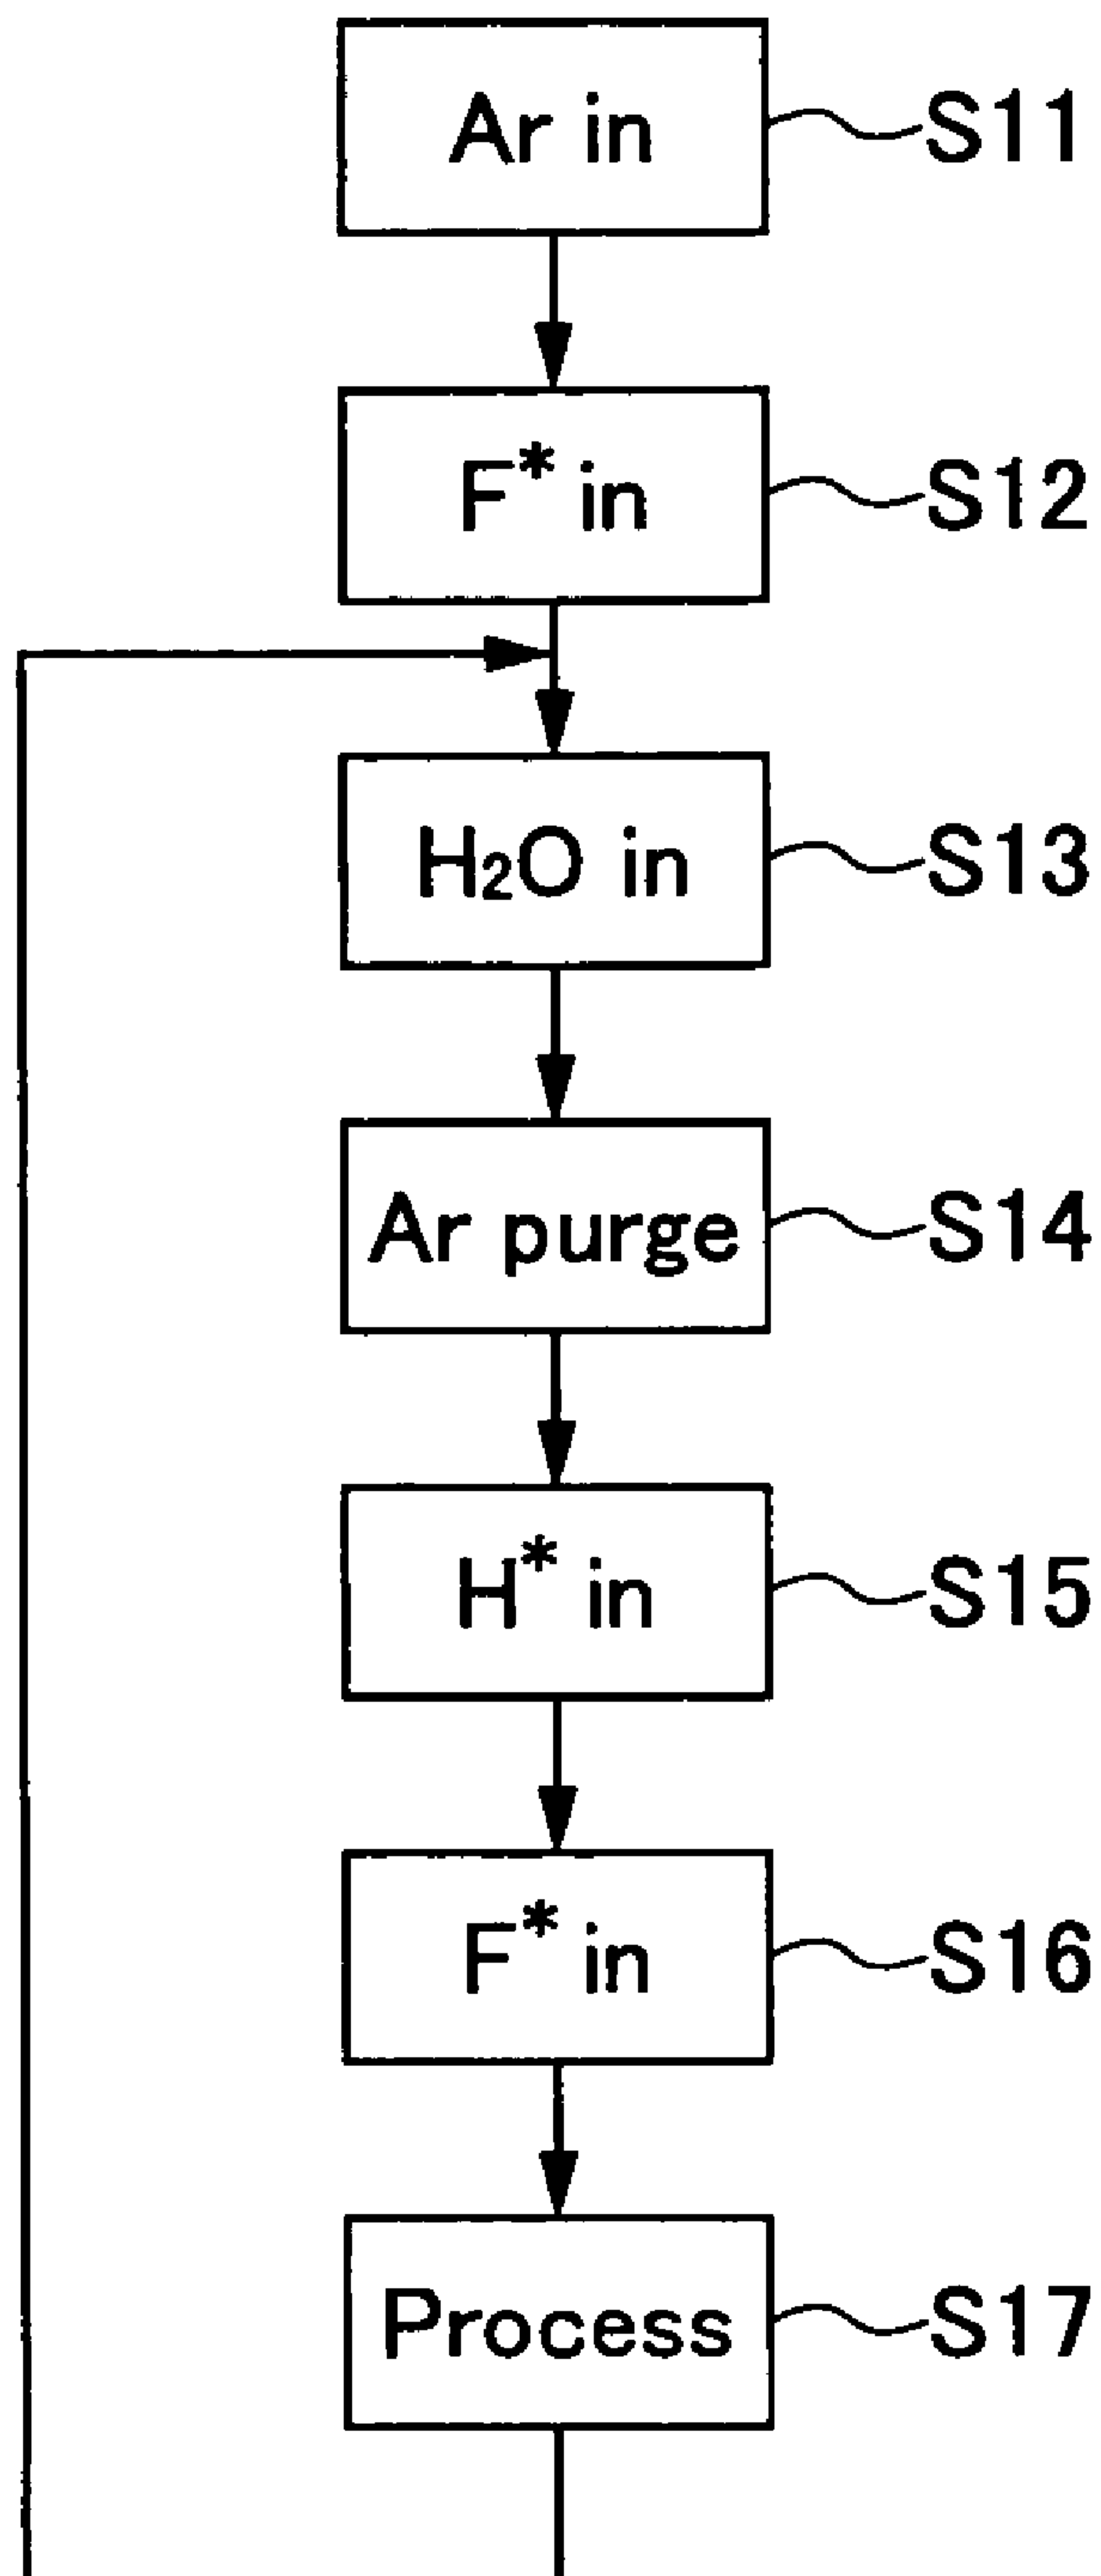 Ar in S11
F* in S12
H₂O in S13
Ar purge S14
H* in S15
F* in S16
Process S17